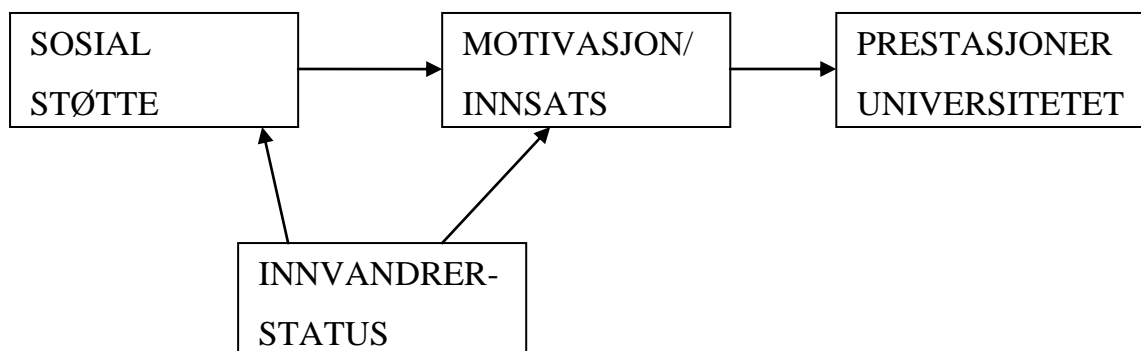 SOSIAL
STØTTE
MOTIVASJON/
INNSATS
PRESTASJONER
UNIVERSITETET
INNVANDRER-
STATUS